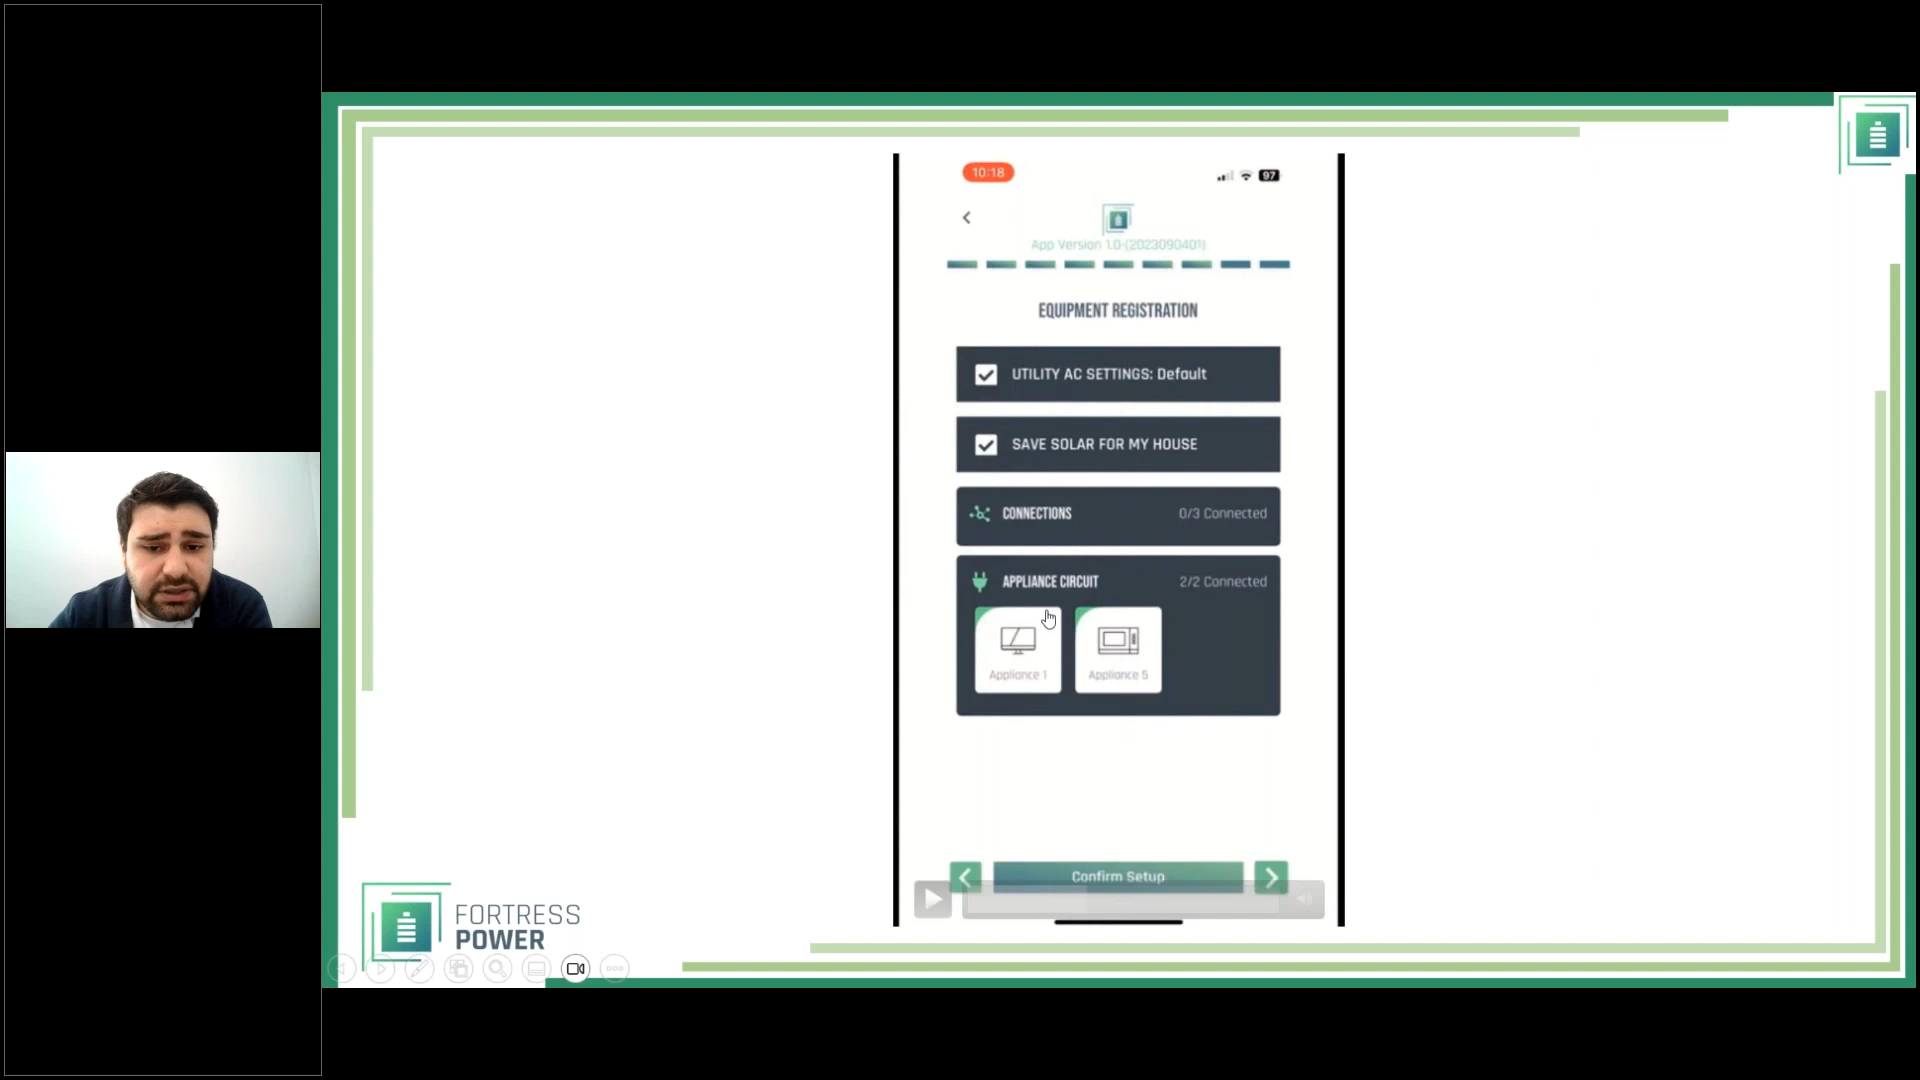 10:18
97
App Version 1.0-(2023090401)
EQUIPMENT REGISTRATION
UTILITY AC SETTINGS: Default
SAVE SOLAR FOR MY HOUSE
CONNECTIONS 0/3 Connected
APPLIANCE CIRCUIT 2/2 Connected
Appliance 1 Appliance 5
Confirm Setup
FORTRESS
POWER